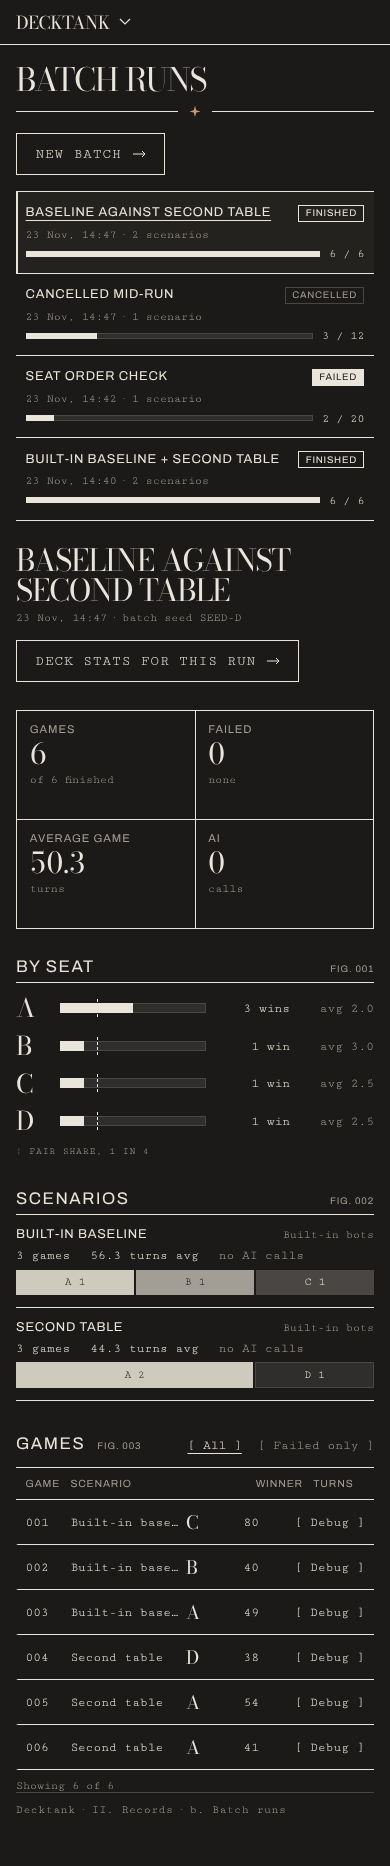 DECKTANK
BATCH RUNS
NEW BATCH →
BASELINE AGAINST SECOND TABLE FINISHED
23 Nov, 14:47 · 2 scenarios
6 / 6
CANCELLED MID-RUN CANCELLED
23 Nov, 14:47 · 1 scenario
3 / 12
SEAT ORDER CHECK FAILED
23 Nov, 14:42 · 1 scenario
2 / 20
BUILT-IN BASELINE + SECOND TABLE FINISHED
23 Nov, 14:40 · 2 scenarios
6 / 6
BASELINE AGAINST
SECOND TABLE
23 Nov, 14:47 · batch seed SEED-D
DECK STATS FOR THIS RUN →
GAMES FAILED
6 0
of 6 finished none
AVERAGE GAME AI
50.3 0
turns calls
BY SEAT FIG. 001
A 3 wins avg 2.0
B 1 win avg 3.0
C 1 win avg 2.5
D 1 win avg 2.5
¦ FAIR SHARE, 1 IN 4
SCENARIOS FIG. 002
BUILT-IN BASELINE Built-in bots
3 games 56.3 turns avg no AI calls
A 1 B 1 C 1
SECOND TABLE Built-in bots
3 games 44.3 turns avg no AI calls
A 2 D 1
GAMES FIG. 003 [ All ] [ Failed only ]
GAME SCENARIO WINNER TURNS
001 Built-in base… C 80 [ Debug ]
002 Built-in base… B 40 [ Debug ]
003 Built-in base… A 49 [ Debug ]
004 Second table D 38 [ Debug ]
005 Second table A 54 [ Debug ]
006 Second table A 41 [ Debug ]
Showing 6 of 6
Decktank · II. Records · b. Batch runs